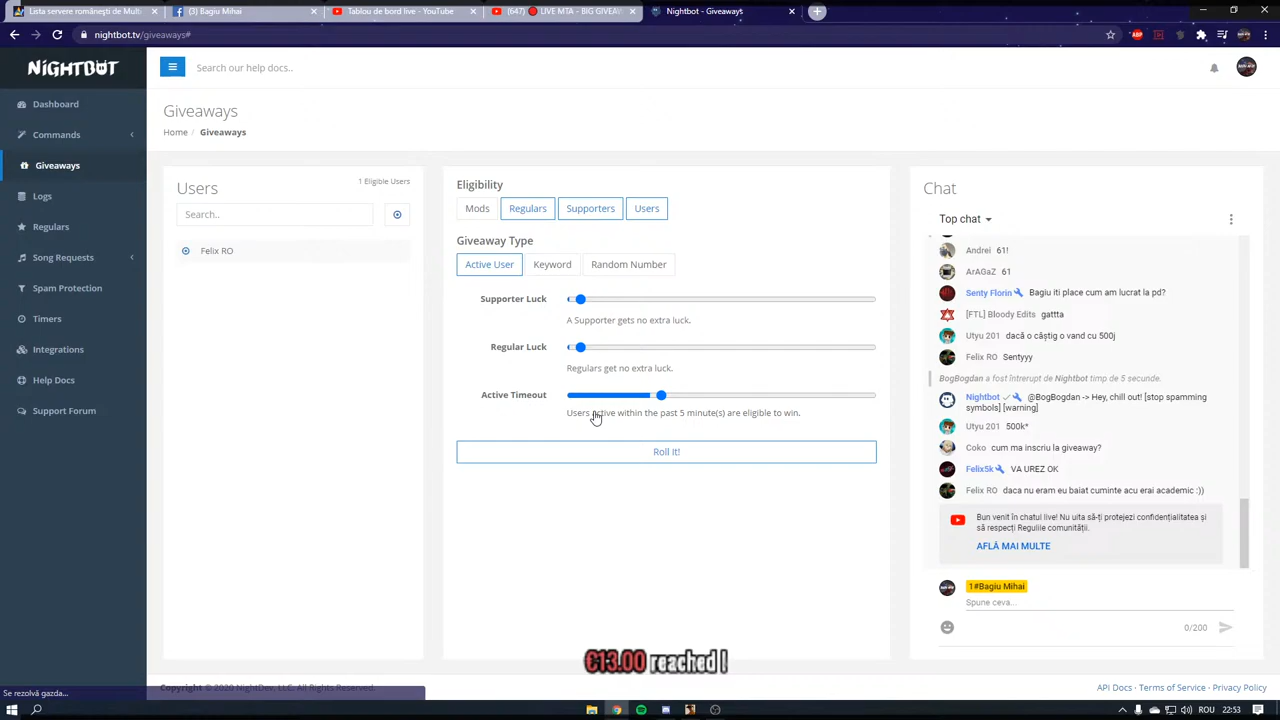 Lista servere românești de Multi
(3) Bagiu Mihai
Tablou de bord live - YouTube
(647) 🔴 LIVE MTA - BIG GIVEAW
Nightbot - Giveaways
nightbot.tv/giveaways#
NIGHTBOT
Search our help docs..
Dashboard
Commands
Giveaways
Logs
Regulars
Song Requests
Spam Protection
Timers
Integrations
Help Docs
Support Forum
Giveaways
Home / Giveaways
Users
1 Eligible Users
Search..
Felix RO
Eligibility
Mods Regulars Supporters Users
Giveaway Type
Active User Keyword Random Number
Supporter Luck
A Supporter gets no extra luck.
Regular Luck
Regulars get no extra luck.
Active Timeout
Users active within the past 5 minute(s) are eligible to win.
Roll It!
Chat
Top chat
Andrei 61!
ArAGaZ 61
Senty Florin Bagiu iti place cum am lucrat la pd?
[FTL] Bloody Edits gattta
Utyu 201 dacă o câștig o vand cu 500j
Felix RO Sentyyy
BogBogdan a fost întrerupt de Nightbot timp de 5 secunde.
Nightbot @BogBogdan -> Hey, chill out! [stop spamming
symbols] [warning]
Utyu 201 500k*
Coko cum ma inscriu la giveaway?
Felix5k VA UREZ OK
Felix RO daca nu eram eu baiat cuminte acu erai academic :))
Bun venit în chatul live! Nu uita să-ți protejezi confidențialitatea și
să respecți Regulile comunității.
AFLĂ MAI MULTE
1#Bagiu Mihai
Spune ceva...
0/200
€13.00 reached !
Se rezolvă gazda...
Copyright © 2020 NightDev, LLC. All Rights Reserved.
API Docs - Terms of Service - Privacy Policy
ROU 22:53